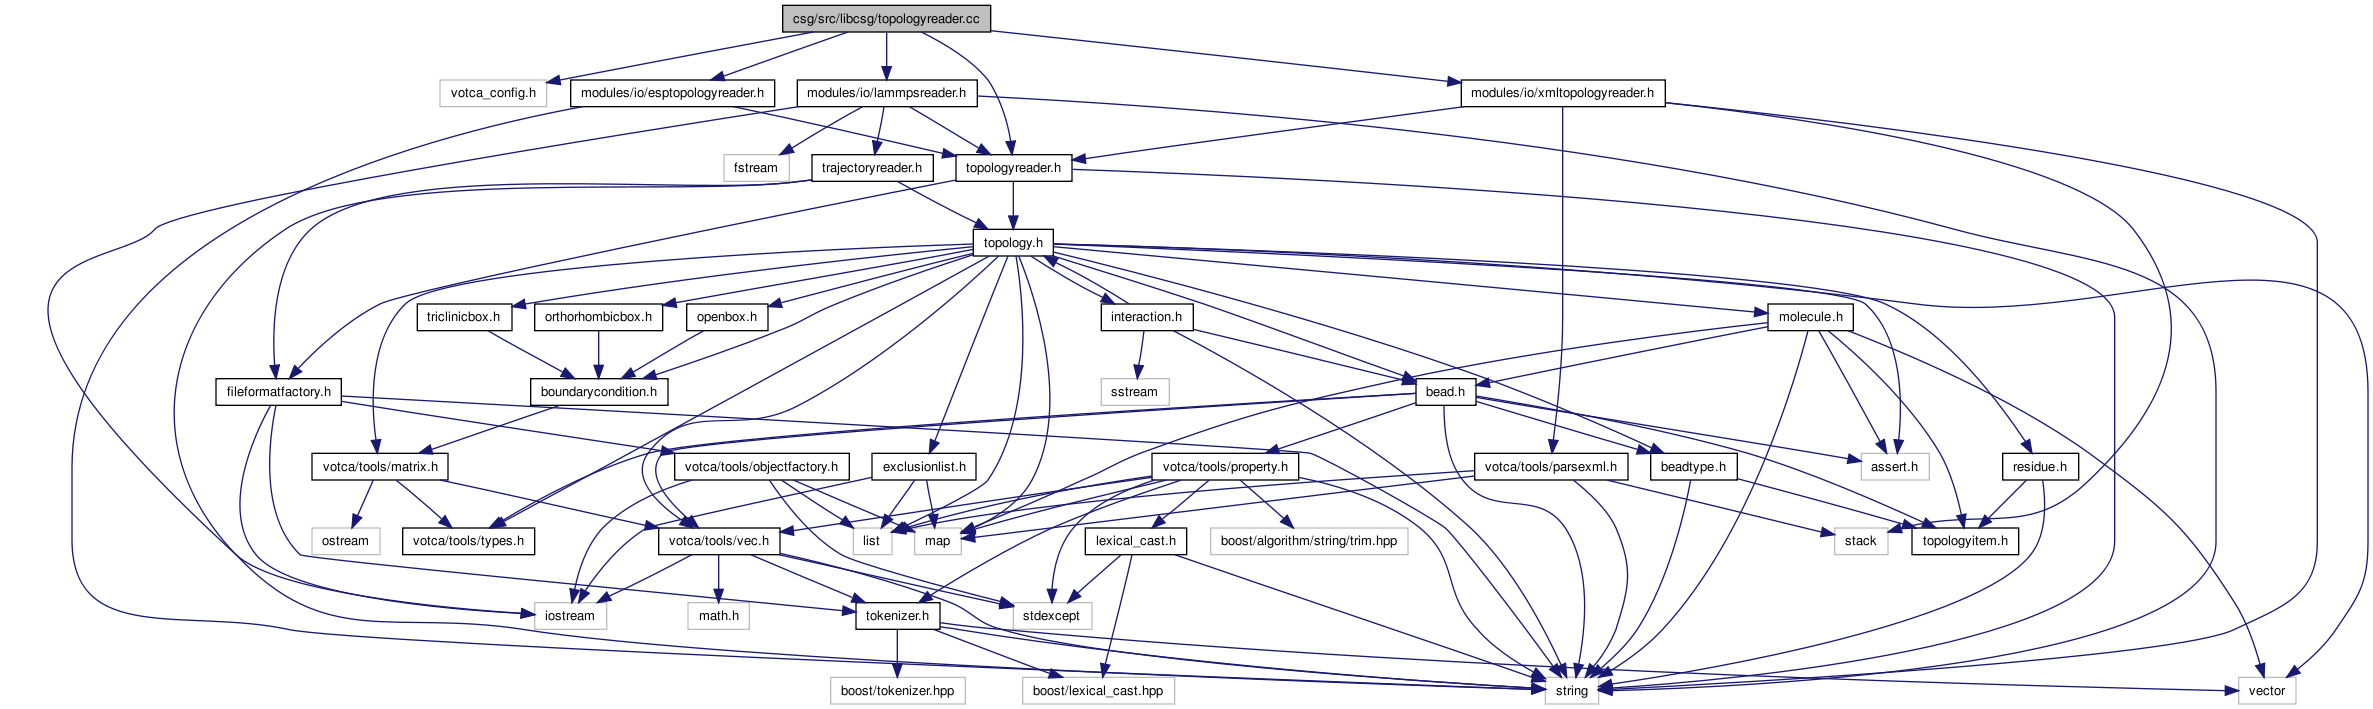 csg/src/libcsg/topologyreader.cc
votca_config.h
modules/io/esptopologyreader.h
modules/io/lammpsreader.h
modules/io/xmltopologyreader.h
fstream
trajectoryreader.h
topologyreader.h
topology.h
triclinicbox.h
orthorhombicbox.h
openbox.h
interaction.h
molecule.h
fileformatfactory.h
boundarycondition.h
sstream
bead.h
votca/tools/matrix.h
votca/tools/objectfactory.h
exclusionlist.h
votca/tools/property.h
votca/tools/parsexml.h
beadtype.h
assert.h
residue.h
ostream
votca/tools/types.h
votca/tools/vec.h
list
map
lexical_cast.h
boost/algorithm/string/trim.hpp
stack
topologyitem.h
iostream
math.h
tokenizer.h
stdexcept
boost/tokenizer.hpp
boost/lexical_cast.hpp
string
vector